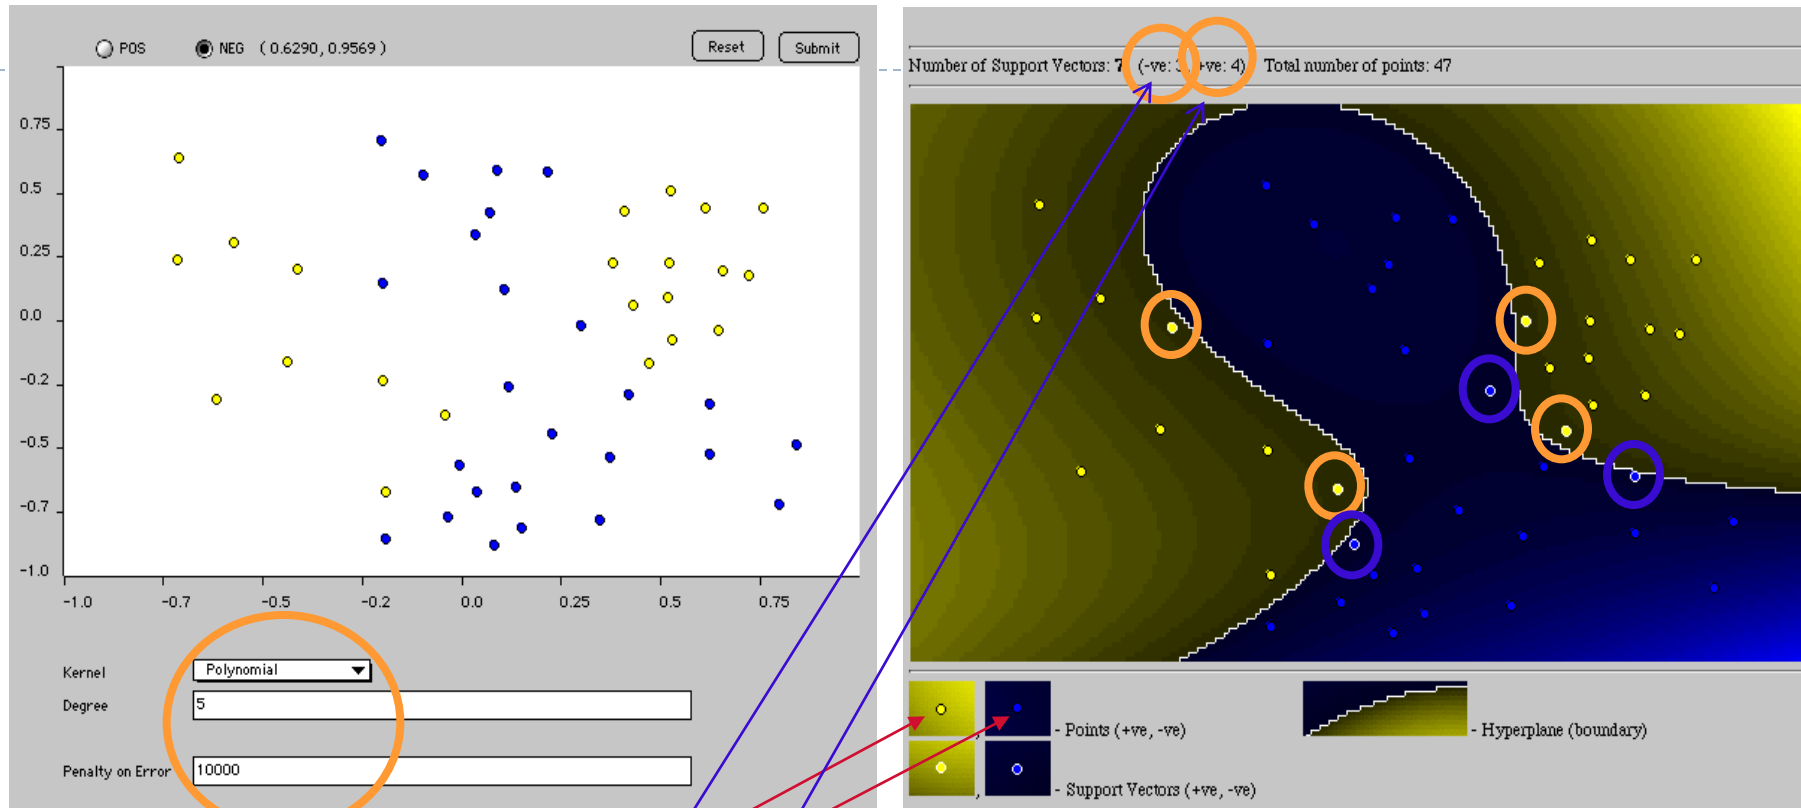 POS NEG ( 0.6290, 0.9569 ) Reset Submit
0.75
0.5
0.25
0.0
-0.2
-0.5
-0.7
-1.0
-1.0 -0.7 -0.5 -0.2 0.0 0.25 0.5 0.75
Kernel Polynomial
Degree 5
Penalty on Error 10000
Number of Support Vectors: 7 (-ve: 3, +ve: 4) Total number of points: 47
, - Points (+ve, -ve) - Hyperplane (boundary)
, - Support Vectors (+ve, -ve)